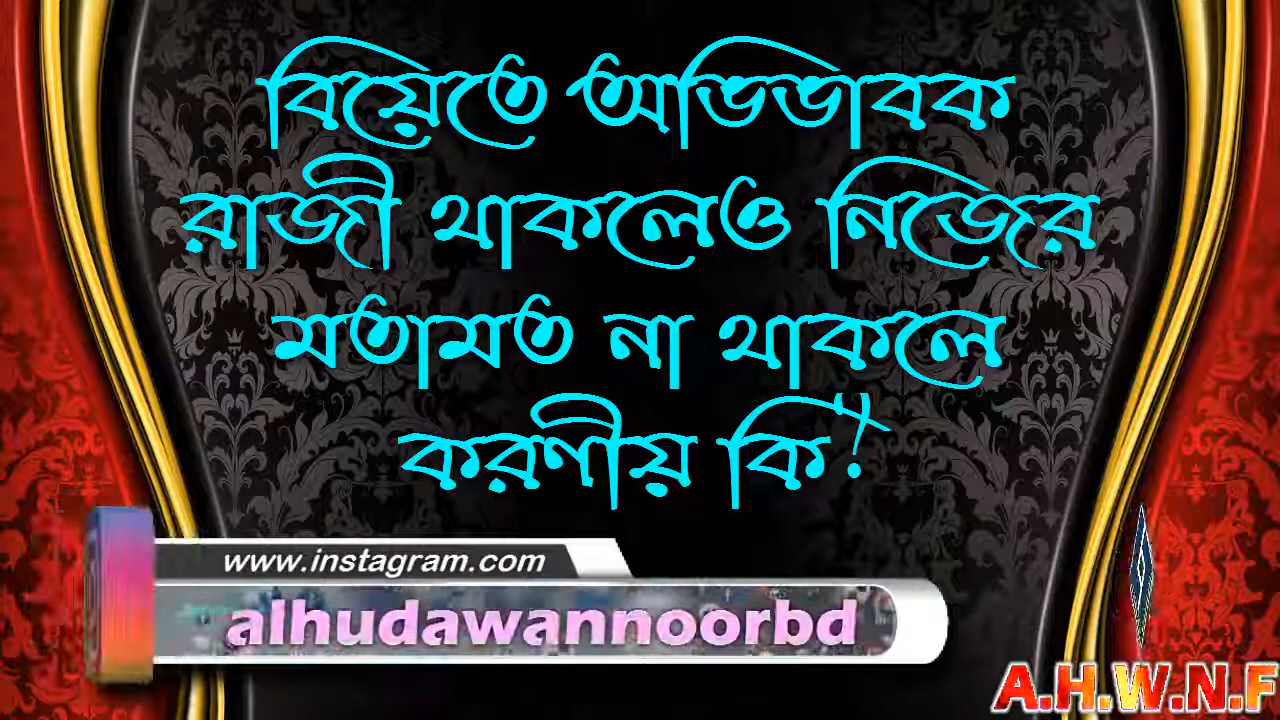 বিয়েতে অভিভাবক
রাজী থাকলেও নিজের
মতামত না থাকলে
করণীয় কি!
www.instagram.com
alhudawannoorbd
A.H.W.N.F